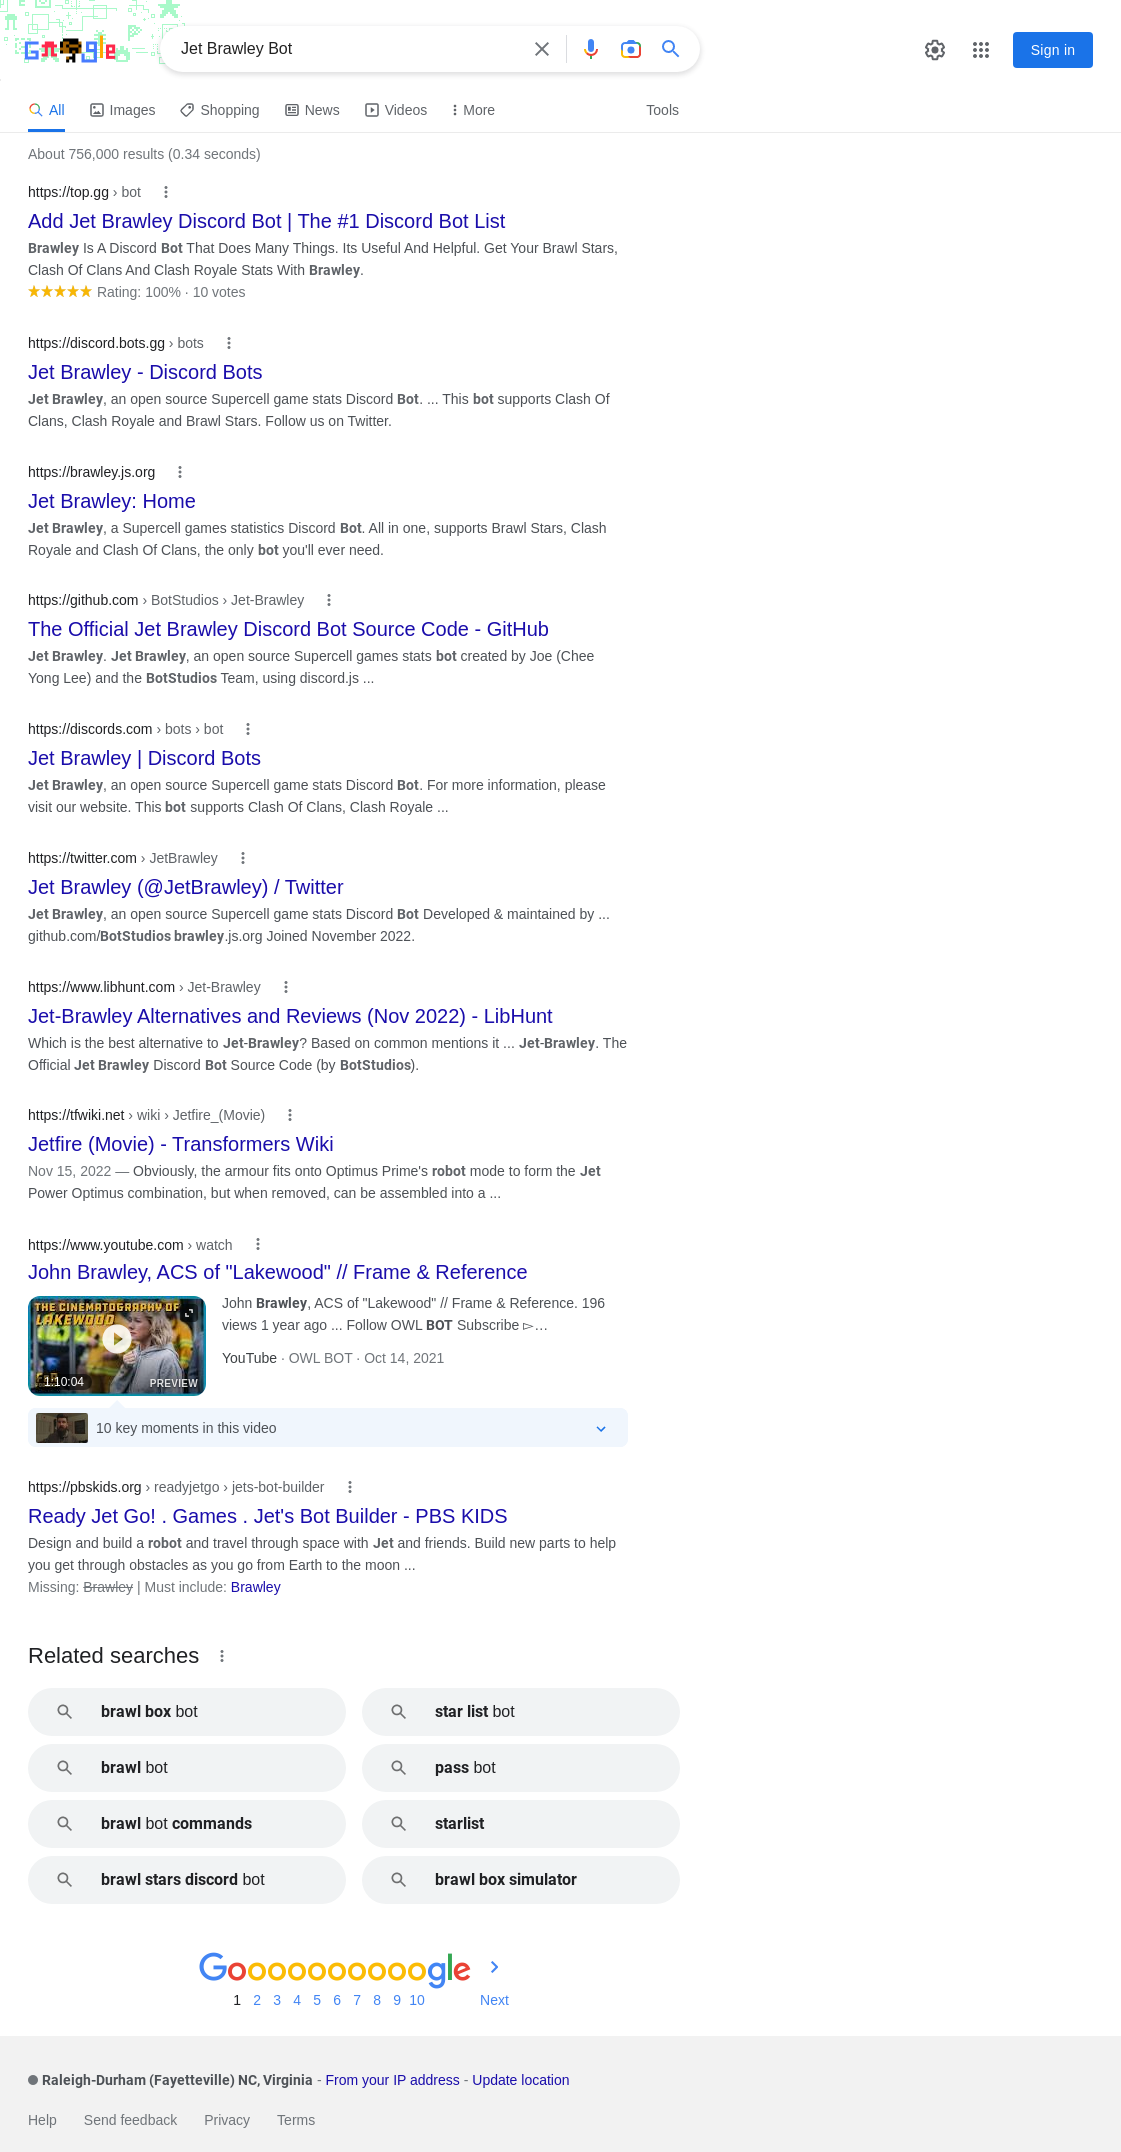 Google
Jet Brawley Bot
Sign in
All
Images
Shopping
News
Videos
More
Tools
About 756,000 results (0.34 seconds)
https://top.gg › bot
Add Jet Brawley Discord Bot | The #1 Discord Bot List
Brawley Is A Discord Bot That Does Many Things. Its Useful And Helpful. Get Your Brawl Stars,
Clash Of Clans And Clash Royale Stats With Brawley.
Rating: 100% · 10 votes
https://discord.bots.gg › bots
Jet Brawley - Discord Bots
Jet Brawley, an open source Supercell game stats Discord Bot. ... This bot supports Clash Of
Clans, Clash Royale and Brawl Stars. Follow us on Twitter.
https://brawley.js.org
Jet Brawley: Home
Jet Brawley, a Supercell games statistics Discord Bot. All in one, supports Brawl Stars, Clash
Royale and Clash Of Clans, the only bot you'll ever need.
https://github.com › BotStudios › Jet-Brawley
The Official Jet Brawley Discord Bot Source Code - GitHub
Jet Brawley. Jet Brawley, an open source Supercell games stats bot created by Joe (Chee
Yong Lee) and the BotStudios Team, using discord.js ...
https://discords.com › bots › bot
Jet Brawley | Discord Bots
Jet Brawley, an open source Supercell game stats Discord Bot. For more information, please
visit our website. This bot supports Clash Of Clans, Clash Royale ...
https://twitter.com › JetBrawley
Jet Brawley (@JetBrawley) / Twitter
Jet Brawley, an open source Supercell game stats Discord Bot Developed & maintained by ...
github.com/BotStudios brawley.js.org Joined November 2022.
https://www.libhunt.com › Jet-Brawley
Jet-Brawley Alternatives and Reviews (Nov 2022) - LibHunt
Which is the best alternative to Jet-Brawley? Based on common mentions it ... Jet-Brawley. The
Official Jet Brawley Discord Bot Source Code (by BotStudios).
https://tfwiki.net › wiki › Jetfire_(Movie)
Jetfire (Movie) - Transformers Wiki
Nov 15, 2022 — Obviously, the armour fits onto Optimus Prime's robot mode to form the Jet
Power Optimus combination, but when removed, can be assembled into a ...
https://www.youtube.com › watch
John Brawley, ACS of "Lakewood" // Frame & Reference
THE CINEMATOGRAPHY OF
LAKEWOOD
1:10:04
PREVIEW
John Brawley, ACS of "Lakewood" // Frame & Reference. 196
views 1 year ago ... Follow OWL BOT Subscribe ▻…
YouTube · OWL BOT · Oct 14, 2021
10 key moments in this video
https://pbskids.org › readyjetgo › jets-bot-builder
Ready Jet Go! . Games . Jet's Bot Builder - PBS KIDS
Design and build a robot and travel through space with Jet and friends. Build new parts to help
you get through obstacles as you go from Earth to the moon ...
Missing: Brawley | Must include: Brawley
Related searches
brawl box bot
star list bot
brawl bot
pass bot
brawl bot commands
starlist
brawl stars discord bot
brawl box simulator
Goooooooooogle
1 2 3 4 5 6 7 8 9 10 Next
Raleigh-Durham (Fayetteville) NC, Virginia - From your IP address - Update location
Help Send feedback Privacy Terms